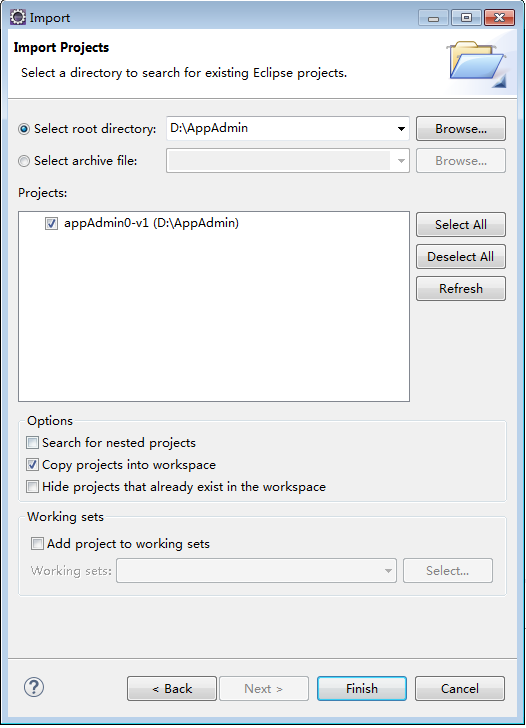 Import
Import Projects
Select a directory to search for existing Eclipse projects.
Select root directory: D:\AppAdmin Browse...
Select archive file: Browse...
Projects:
appAdmin0-v1 (D:\AppAdmin)
Select All
Deselect All
Refresh
Options
Search for nested projects
Copy projects into workspace
Hide projects that already exist in the workspace
Working sets
Add project to working sets
Working sets: Select...
? < Back Next > Finish Cancel